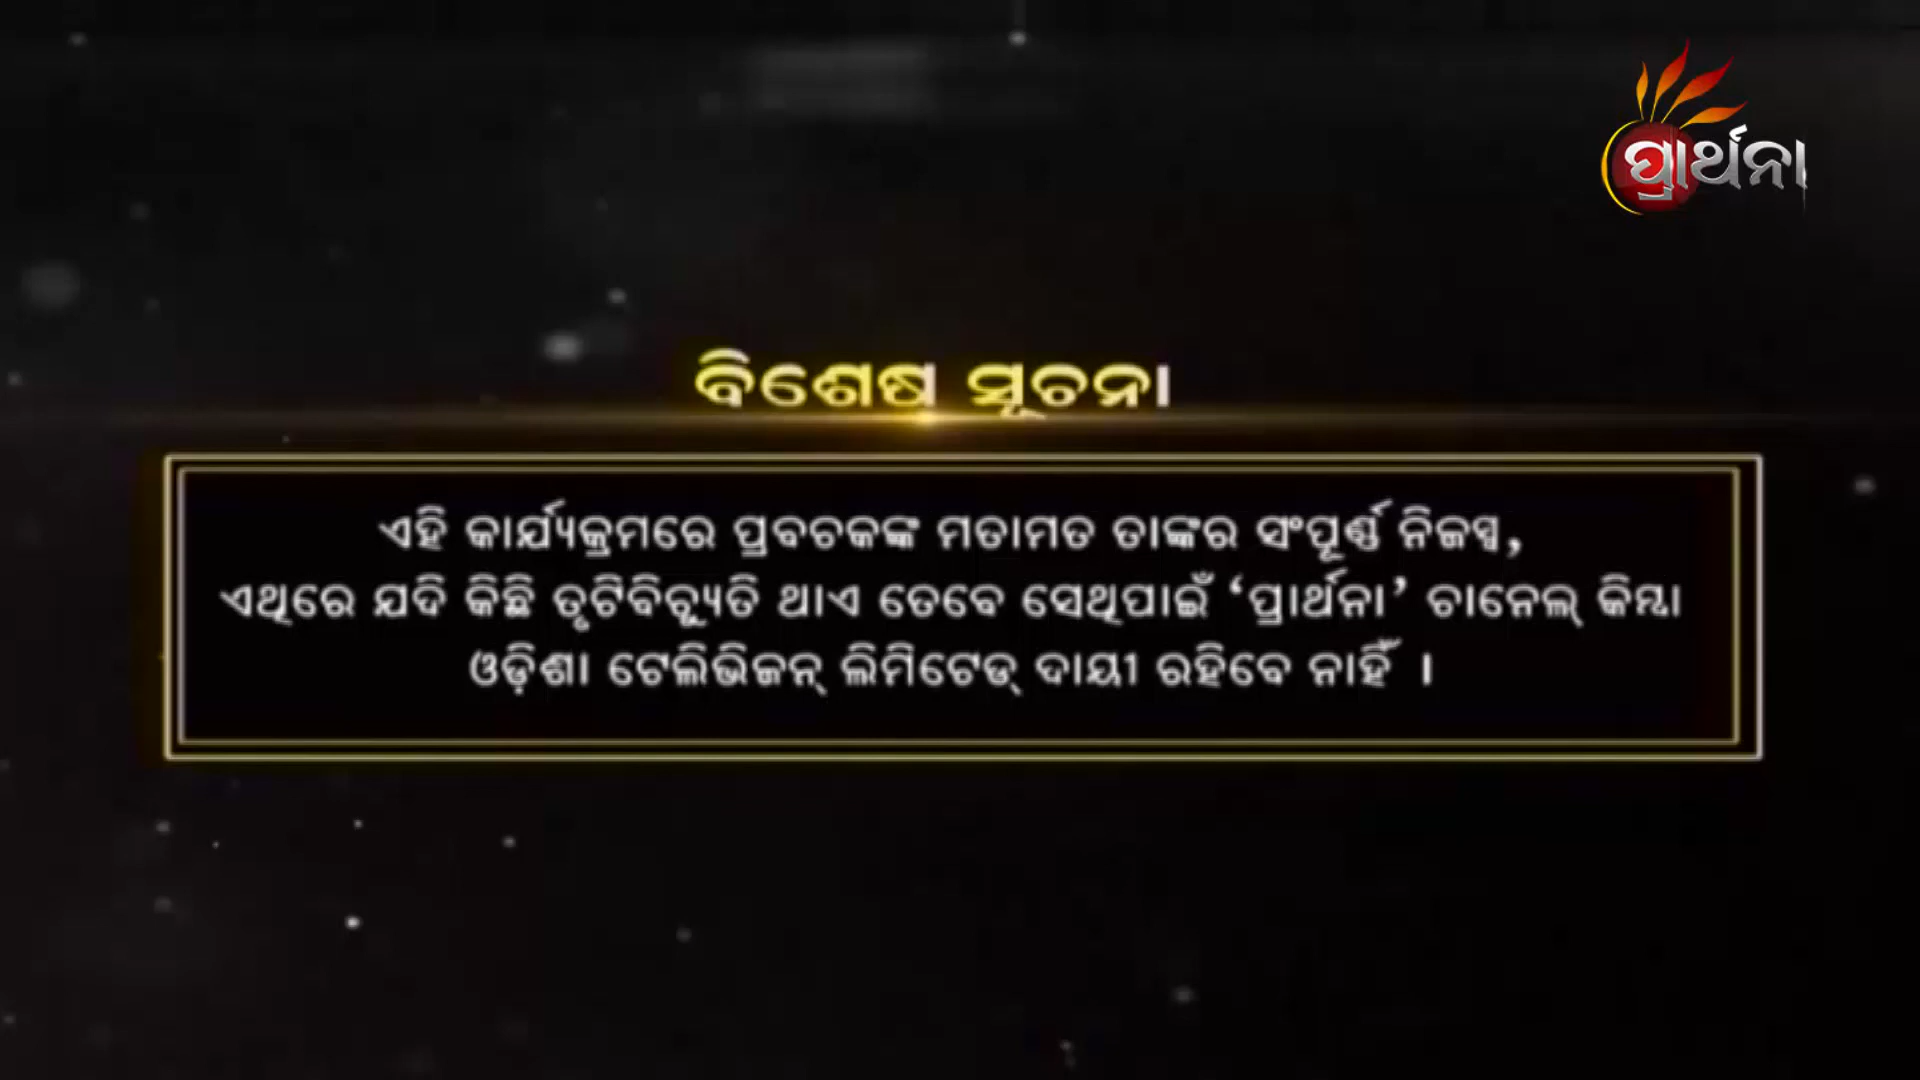 ପ୍ରାର୍ଥନା
ବିଶେଷ ସୂଚନା
ଏହି କାର୍ଯ୍ୟକ୍ରମରେ ପ୍ରବଚକଙ୍କ ମତାମତ ତାଙ୍କର ସଂପୂର୍ଣ୍ଣ ନିଜସ୍ୱ,
ଏଥିରେ ଯଦି କିଛି ତୃଟିବିଚ୍ୟୁତି ଥାଏ ତେବେ ସେଥିପାଇଁ ‘ପ୍ରାର୍ଥନା’ ଚାନେଲ୍ କିମ୍ବା
ଓଡ଼ିଶା ଟେଲିଭିଜନ୍ ଲିମିଟେଡ୍ ଦାୟୀ ରହିବେ ନାହିଁ ।